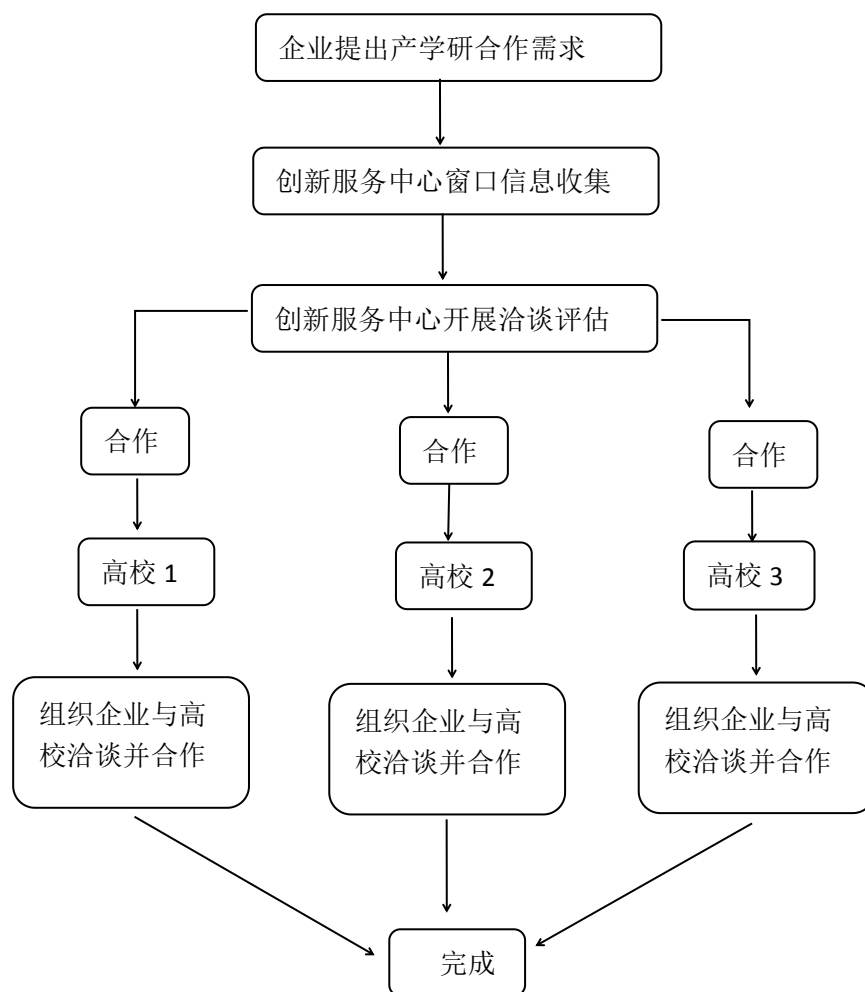 企业提出产学研合作需求
创新服务中心窗口信息收集
创新服务中心开展洽谈评估
合作
合作
合作
高校 1
高校 2
高校 3
组织企业与高
校洽谈并合作
组织企业与高
校洽谈并合作
组织企业与高
校洽谈并合作
完成